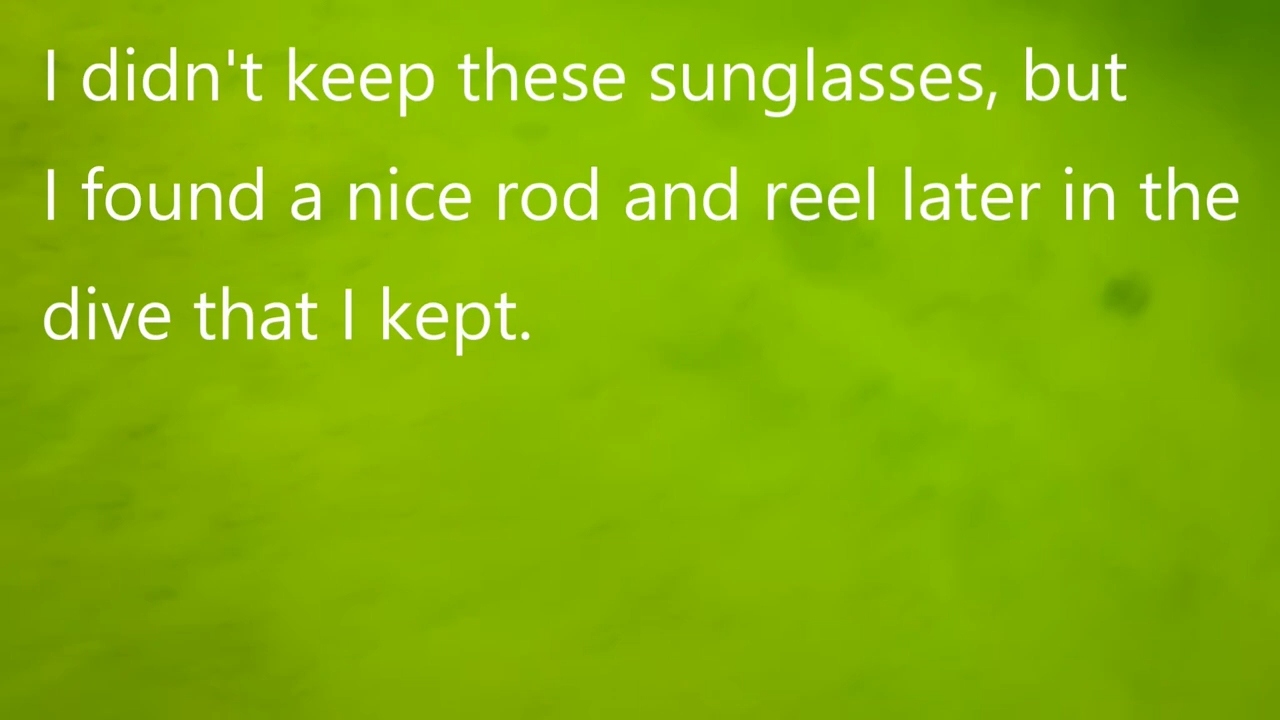 I didn't keep these sunglasses, but
I found a nice rod and reel later in the
dive that I kept.